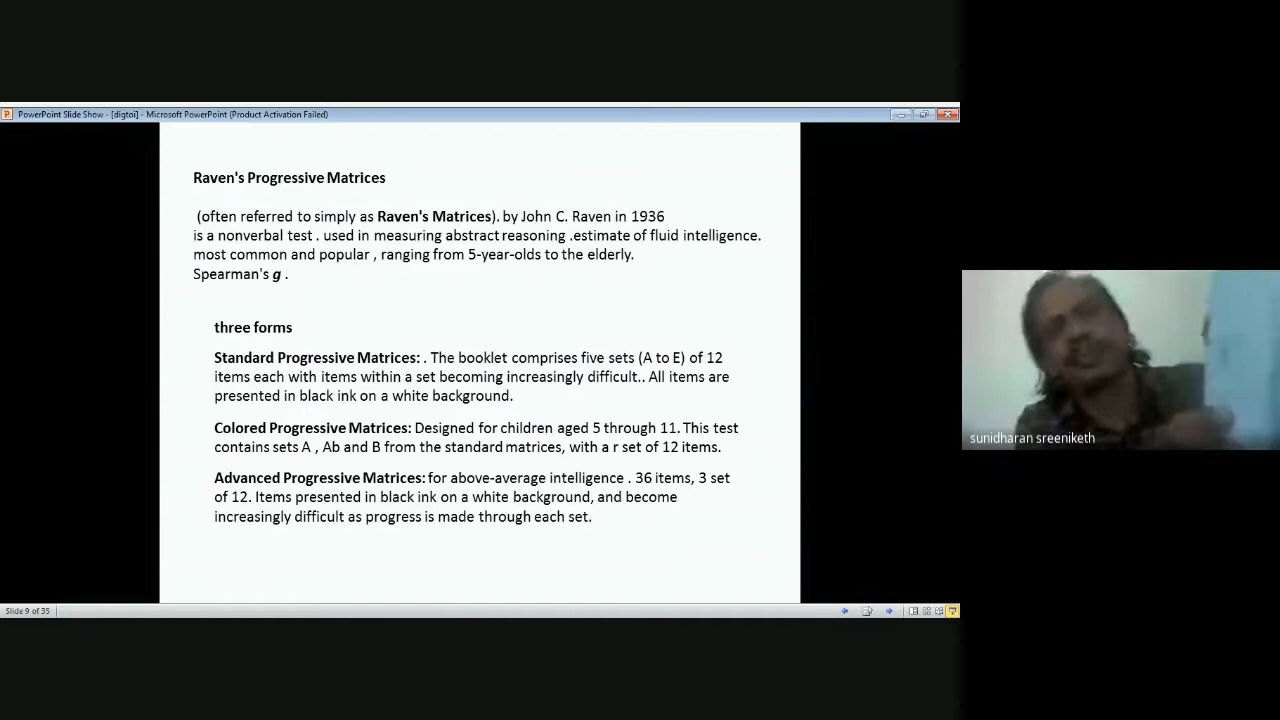 PowerPoint Slide Show - [digtoi] - Microsoft PowerPoint (Product Activation Failed)
Raven's Progressive Matrices
(often referred to simply as Raven's Matrices). by John C. Raven in 1936
is a nonverbal test . used in measuring abstract reasoning .estimate of fluid intelligence.
most common and popular , ranging from 5-year-olds to the elderly.
Spearman's g .
three forms
Standard Progressive Matrices: . The booklet comprises five sets (A to E) of 12
items each with items within a set becoming increasingly difficult.. All items are
presented in black ink on a white background.
Colored Progressive Matrices: Designed for children aged 5 through 11. This test
contains sets A , Ab and B from the standard matrices, with a r set of 12 items.
Advanced Progressive Matrices: for above-average intelligence . 36 items, 3 set
of 12. Items presented in black ink on a white background, and become
increasingly difficult as progress is made through each set.
sunidharan sreeniketh
Slide 9 of 35